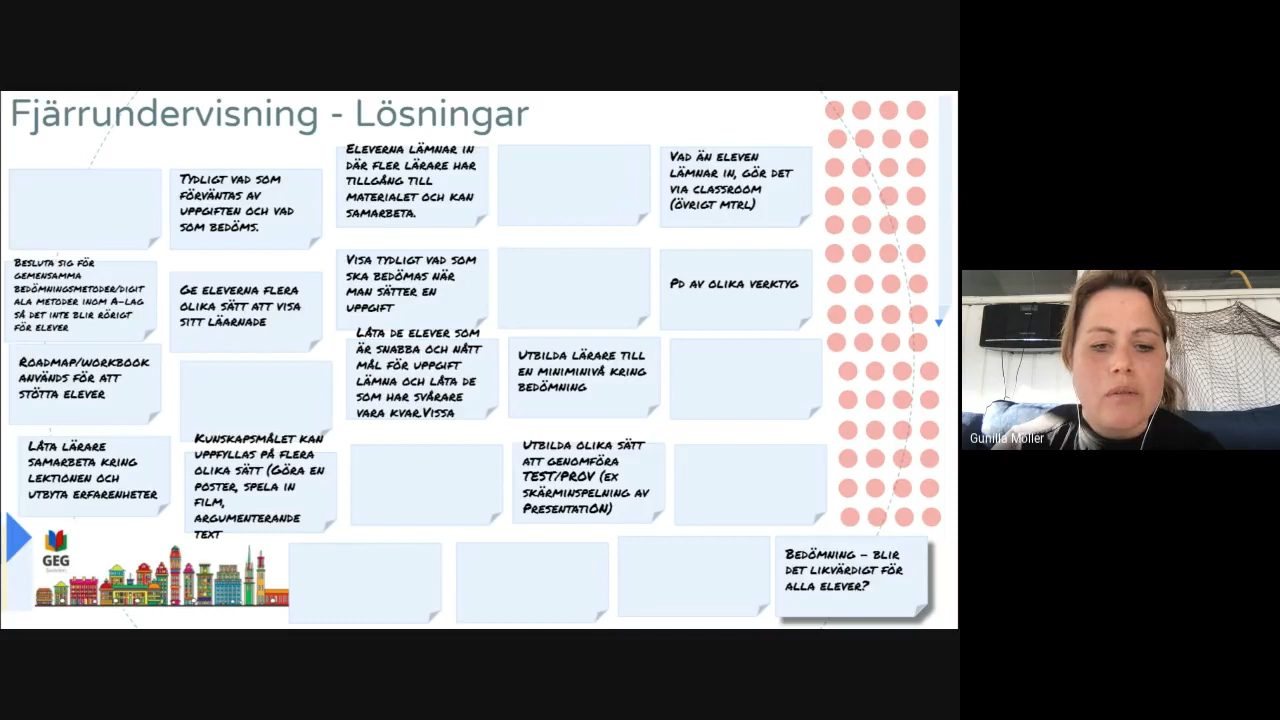 Fjärrundervisning - Lösningar
TYDLIGT VAD SOM
FÖRVÄNTAS AV
UPPGIFTEN OCH VAD
SOM BEDÖMS.
ELEVERNA LÄMNAR IN
DÄR FLER LÄRARE HAR
TILLGÅNG TILL
MATERIALET OCH KAN
SAMARBETA.
VAD ÄN ELEVEN
LÄMNAR IN, GÖR DET
VIA CLASSROOM
(ÖVRIGT MTRL)
BESLUTA SIG FÖR
GEMENSAMMA
BEDÖMNINGSMETODER/DIGIT
ALA METODER INOM A-LAG
SÅ DET INTE BLIR RÖRIGT
FÖR ELEVER
GE ELEVERNA FLERA
OLIKA SÄTT ATT VISA
SITT LÄARNADE
VISA TYDLIGT VAD SOM
SKA BEDÖMAS NÄR
MAN SÄTTER EN
UPPGIFT
PD AV OLIKA VERKTYG
ROADMAP/WORKBOOK
ANVÄNDS FÖR ATT
STÖTTA ELEVER
LÅTA DE ELEVER SOM
ÄR SNABBA OCH NÅTT
MÅL FÖR UPPGIFT
LÄMNA OCH LÅTA DE
SOM HAR SVÅRARE
VARA KVAR.VISSA
UTBILDA LÄRARE TILL
EN MINIMINIVÅ KRING
BEDÖMNING
LÅTA LÄRARE
SAMARBETA KRING
LEKTIONEN OCH
UTBYTA ERFARENHETER
KUNSKAPSMÅLET KAN
UPPFYLLAS PÅ FLERA
OLIKA SÄTT (GÖRA EN
POSTER, SPELA IN
FILM,
ARGUMENTERANDE
TEXT
UTBILDA OLIKA SÄTT
ATT GENOMFÖRA
TEST/PROV (EX
SKÄRMINSPELNING AV
PRESENTATION)
BEDÖMNING – BLIR
DET LIKVÄRDIGT FÖR
ALLA ELEVER?
GEG
Gunilla Möller